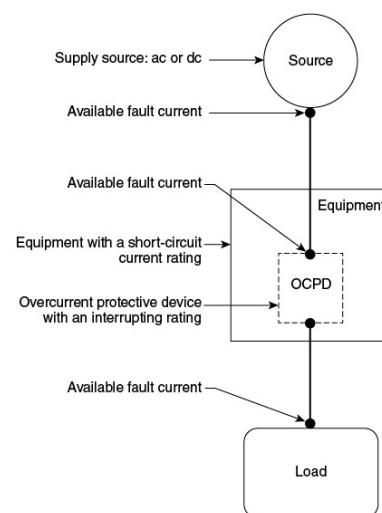 Supply source: ac or dc
Source
Available fault current
Available fault current
Equipment
Equipment with a short-circuit
current rating
OCPD
Overcurrent protective device
with an interrupting rating
Available fault current
Load